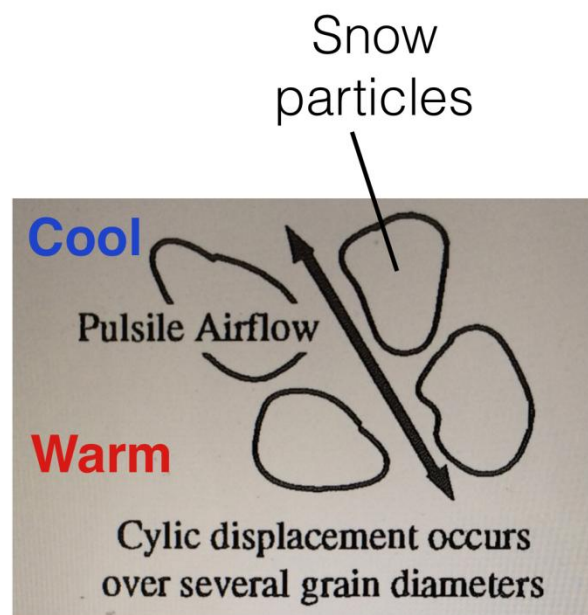 Snow
particles
Cool
Pulsile Airflow
Warm
Cylic displacement occurs
over several grain diameters